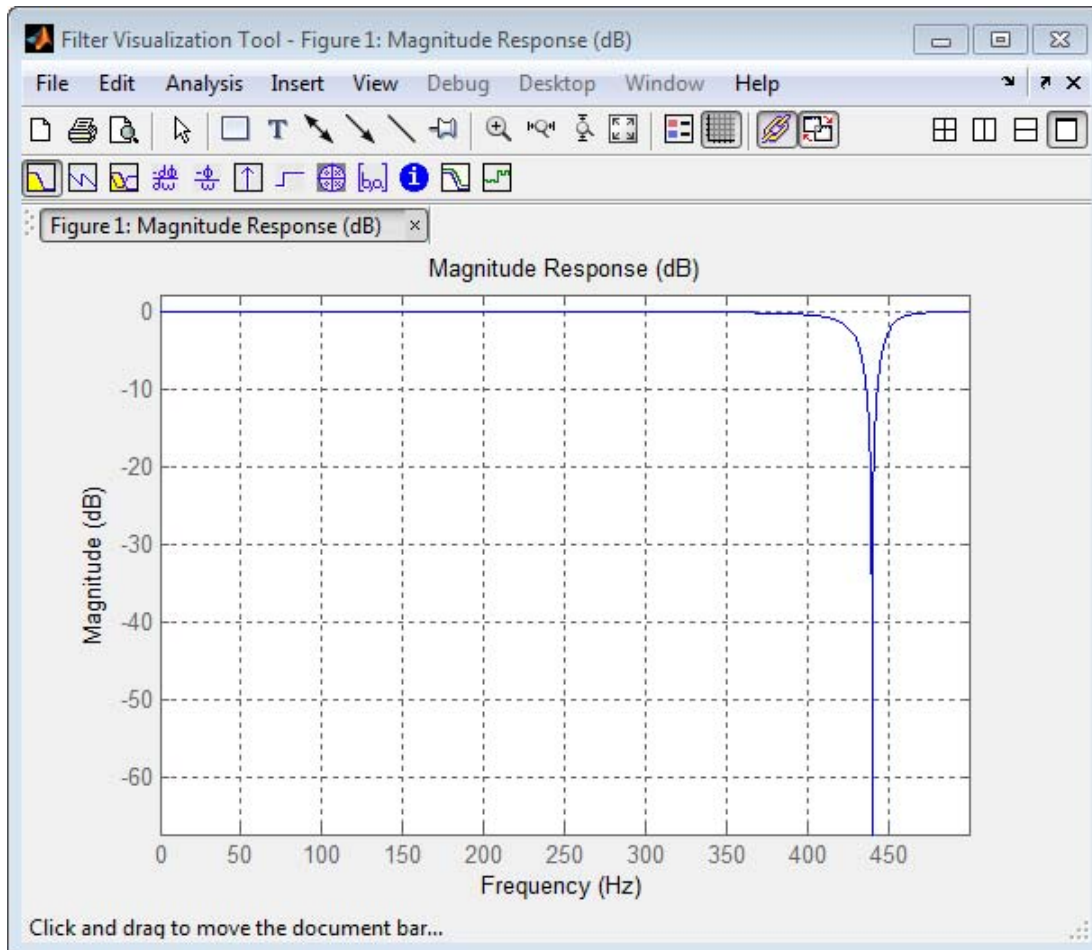 Filter Visualization Tool - Figure 1: Magnitude Response (dB)
File Edit Analysis Insert View Debug Desktop Window Help
Figure 1: Magnitude Response (dB)
Magnitude Response (dB)
0
-10
-20
-30
-40
-50
-60
Magnitude (dB)
0 50 100 150 200 250 300 350 400 450
Frequency (Hz)
Click and drag to move the document bar...